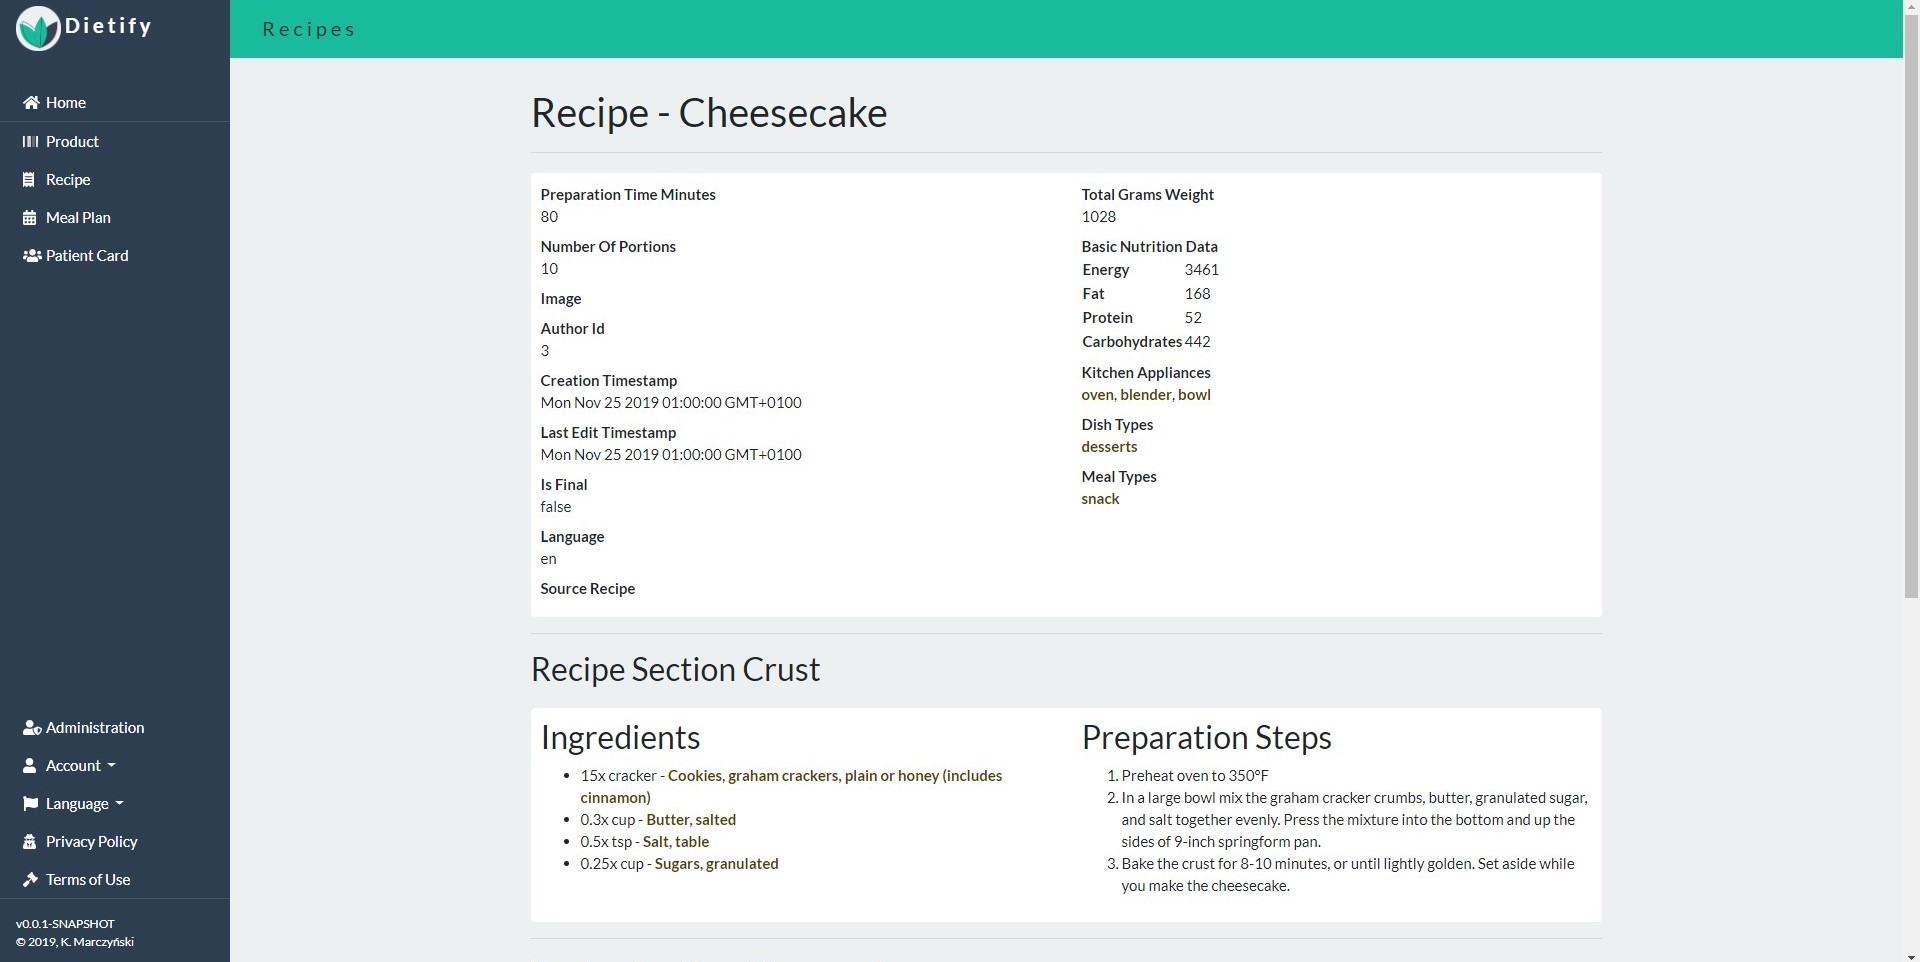 Dietify
Recipes
Home
Product
Recipe
Meal Plan
Patient Card
Administration
Account
Language
Privacy Policy
Terms of Use
v0.0.1-SNAPSHOT
© 2019, K. Marczyński
Recipe - Cheesecake
Preparation Time Minutes
80
Number Of Portions
10
Image
Author Id
3
Creation Timestamp
Mon Nov 25 2019 01:00:00 GMT+0100
Last Edit Timestamp
Mon Nov 25 2019 01:00:00 GMT+0100
Is Final
false
Language
en
Source Recipe
Total Grams Weight
1028
Basic Nutrition Data
Energy 3461
Fat 168
Protein 52
Carbohydrates 442
Kitchen Appliances
oven, blender, bowl
Dish Types
desserts
Meal Types
snack
Recipe Section Crust
Ingredients
15x cracker - Cookies, graham crackers, plain or honey (includes
cinnamon)
0.3x cup - Butter, salted
0.5x tsp - Salt, table
0.25x cup - Sugars, granulated
Preparation Steps
1. Preheat oven to 350°F
2. In a large bowl mix the graham cracker crumbs, butter, granulated sugar,
and salt together evenly. Press the mixture into the bottom and up the
sides of 9-inch springform pan.
3. Bake the crust for 8-10 minutes, or until lightly golden. Set aside while
you make the cheesecake.